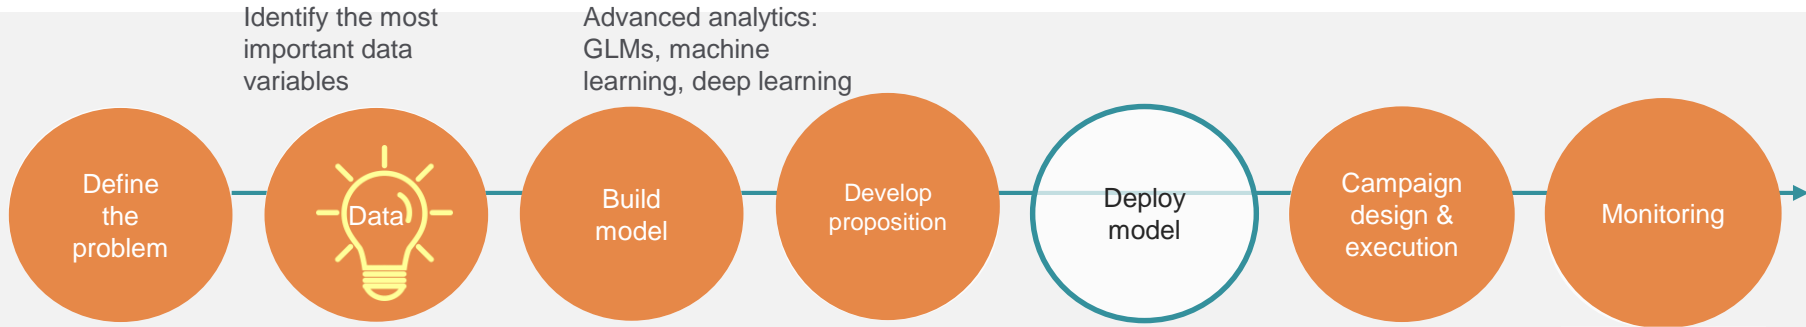 Identify the most
important data
variables
Advanced analytics:
GLMs, machine
learning, deep learning
Define
the
problem
Data
Build
model
Develop
proposition
Deploy
model
Campaign
design &
execution
Monitoring